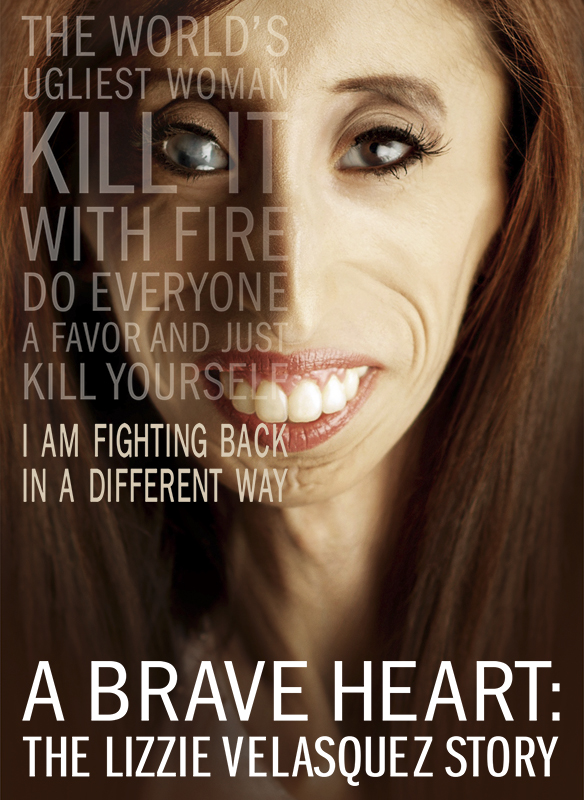 THE WORLD'S
UGLIEST WOMAN
KILL IT
WITH FIRE
DO EVERYONE
A FAVOR AND JUST
KILL YOURSELF
I AM FIGHTING BACK
IN A DIFFERENT WAY
A BRAVE HEART:
THE LIZZIE VELASQUEZ STORY